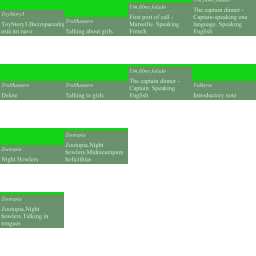 ToyStory3
ToyStory3.Buzzspaceship
está mi nave
Trollhunters
Talking about girls
Um filme falado
First port of call -
Marseille. Speaking
French
Um filme falado
The captain dinner -
Captain-speaking one
language. Speaking
English
Trollhunters
Delete
Trollhunters
Talking to girls
Um filme falado
The captain dinner -
Captain. Speaking
English
Valkyrie
Introductory note
Zootopia
Night Howlers
Zootopia
Zootopia.Night
howlers.Midnicampum
holicithias
Zootopia
Zootopia.Night
howlers.Talking in
tongues